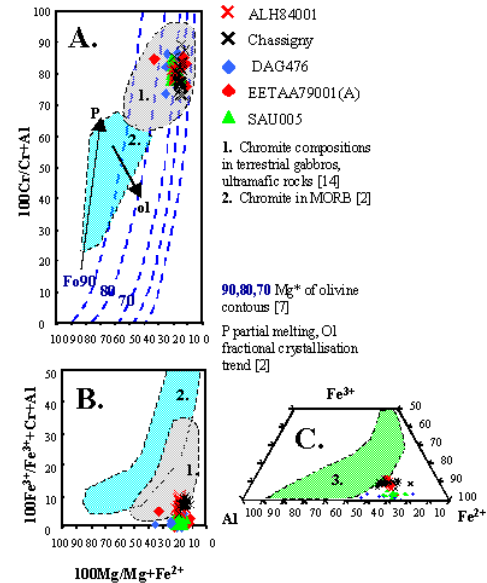 100
90
80
70
60
50
40
30
20
10
0
100Cr/Cr+Al
A.
1.
P
2.
ol
Fo90
80
70
100 90 80 70 60 50 40 30 20 10 0
ALH84001
Chassigny
DAG476
EETAA79001(A)
SAU005
1. Chromite compositions
in terrestrial gabbros,
ultramafic rocks [14]
2. Chromite in MORB [2]
90,80,70 Mg* of olivine
contours [7]
P partial melting, Ol
fractional crystallisation
trend [2]
50
40
30
20
10
0
100Fe3+/Fe3++Cr+Al
B.
2.
1.
100 90 80 70 60 50 40 30 20 10 0
100Mg/Mg+Fe2+
Fe3+
50
60
70
80
90
100
C.
3.
Al
100 90 80 70 60 50 40 30 20 10 0
Fe2+